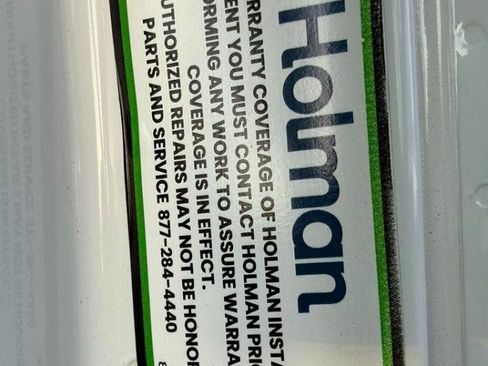 Holman
ARRANTY COVERAGE OF HOLMAN INSTA
ENT YOU MUST CONTACT HOLMAN PRIO
ORMING ANY WORK TO ASSURE WARRA
COVERAGE IS IN EFFECT.
UTHORIZED REPAIRS MAY NOT BE HONOR
PARTS AND SERVICE 877-284-4440